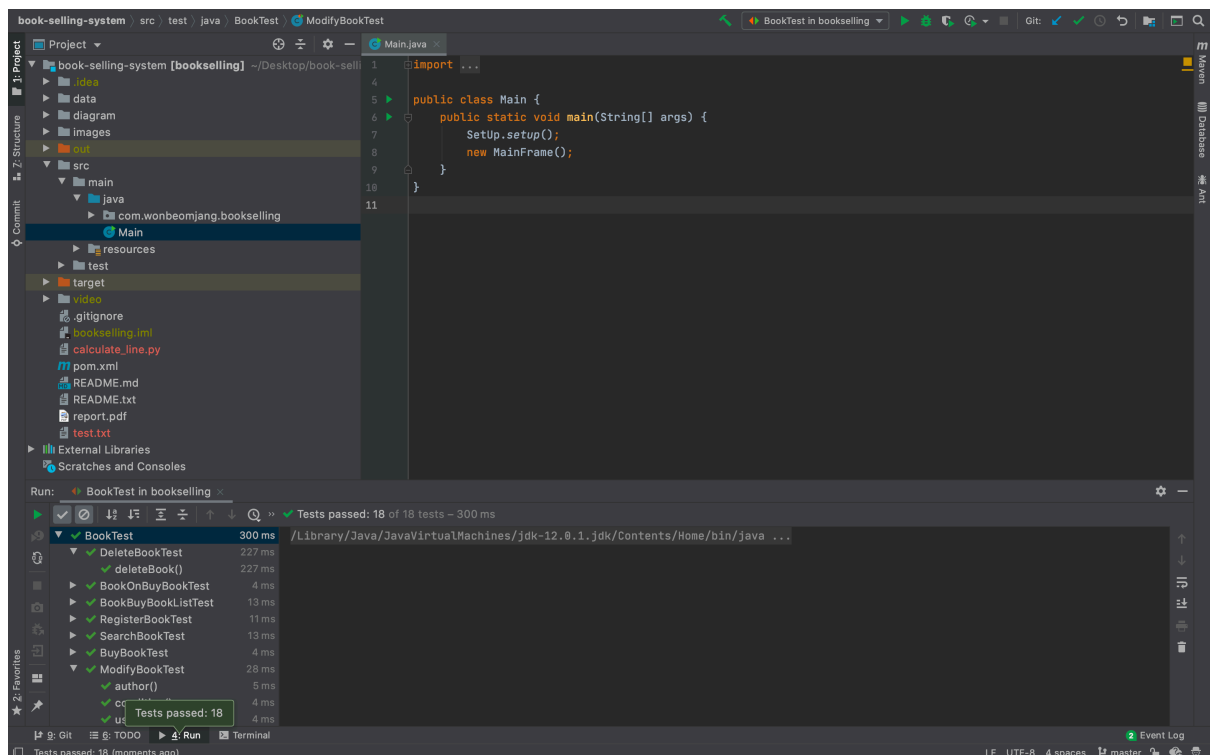 book-selling-system src test java BookTest ModifyBookTest BookTest in bookselling Git:
1: Project
Project
Main.java
book-selling-system [bookselling] ~/Desktop/book-selli
.idea
data
diagram
images
out
src
main
java
com.wonbeomjang.bookselling
Main
resources
test
target
video
.gitignore
bookselling.iml
calculate_line.py
pom.xml
README.md
README.txt
report.pdf
test.txt
External Libraries
Scratches and Consoles
Z: Structure
Commit
2: Favorites
1 import ...
4
5 public class Main {
6 public static void main(String[] args) {
7 SetUp.setup();
8 new MainFrame();
9 }
10 }
11
m Maven
Database
Ant
Run: BookTest in bookselling
Tests passed: 18 of 18 tests – 300 ms
BookTest 300 ms
DeleteBookTest 227 ms
deleteBook() 227 ms
BookOnBuyBookTest 4 ms
BookBuyBookListTest 13 ms
RegisterBookTest 11 ms
SearchBookTest 13 ms
BuyBookTest 4 ms
ModifyBookTest 28 ms
author() 5 ms
4 ms
4 ms
/Library/Java/JavaVirtualMachines/jdk-12.0.1.jdk/Contents/Home/bin/java ...
Tests passed: 18
9: Git 6: TODO 4: Run Terminal 2 Event Log
Tests passed: 18 (moments ago) LF UTF-8 4 spaces master